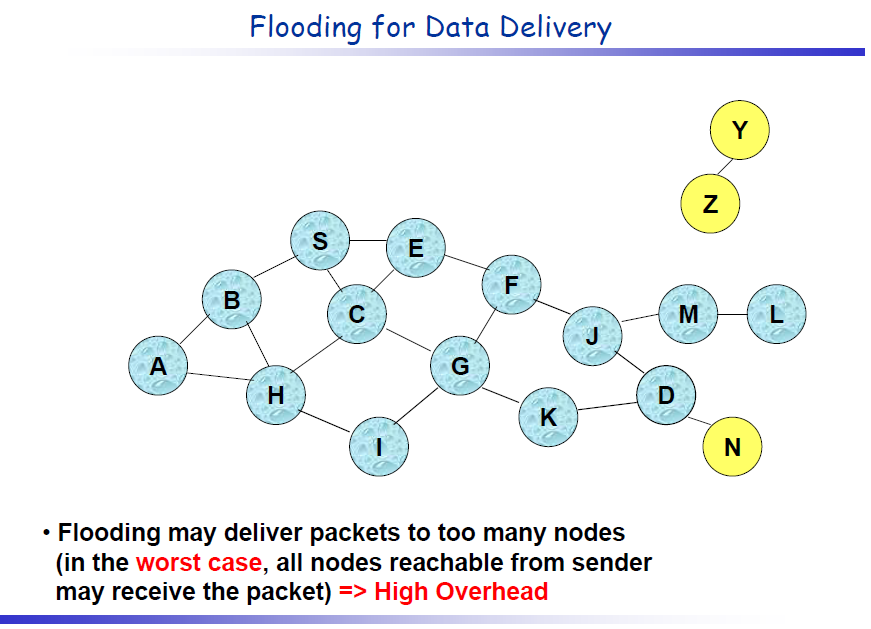 Flooding for Data Delivery
Y
Z
S
E
B
F
C
M
L
J
A
G
H
D
K
I
N
• Flooding may deliver packets to too many nodes
(in the worst case, all nodes reachable from sender
may receive the packet) => High Overhead